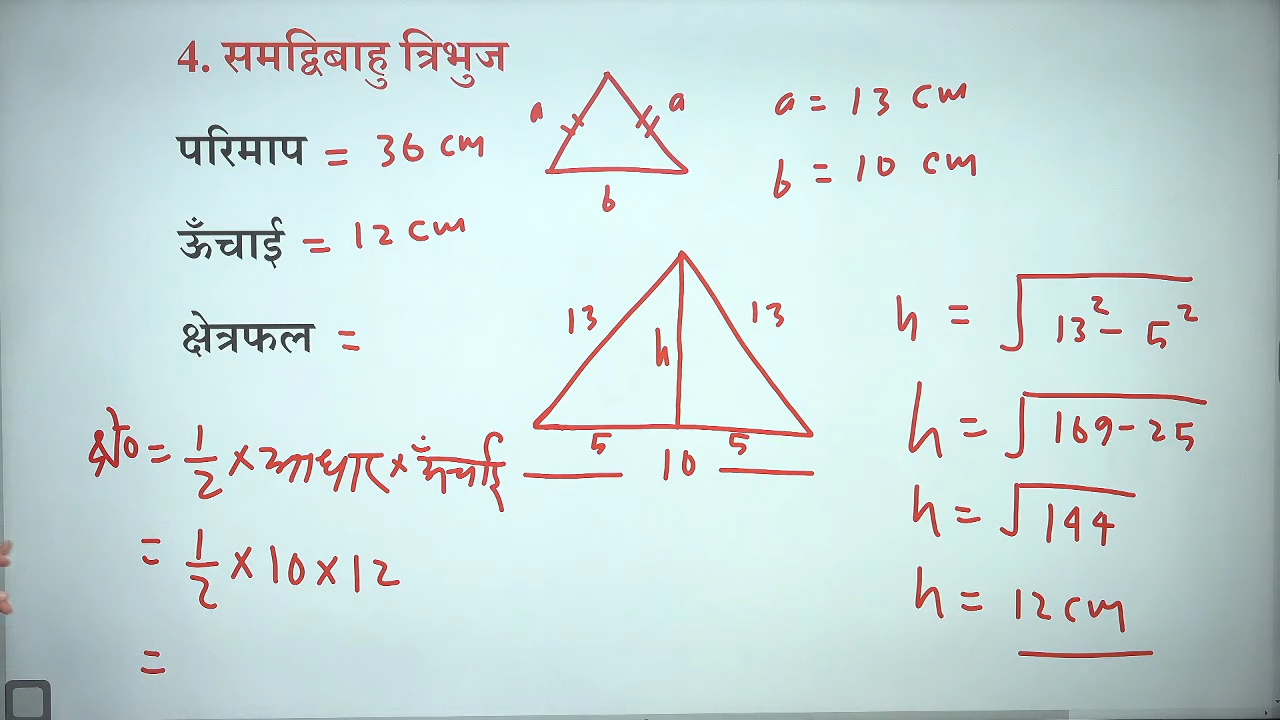 4. समद्विबाहु त्रिभुज
a
a
b
a = 13 cm
b = 10 cm
परिमाप = 36 cm
ऊँचाई = 12 cm
क्षेत्रफल =
13
13
h
5
5
10
h = √13² - 5²
h = √169 - 25
h = √144
h = 12 cm
क्षे० = 1/2 × आधार × ऊँचाई
= 1/2 × 10 × 12
=